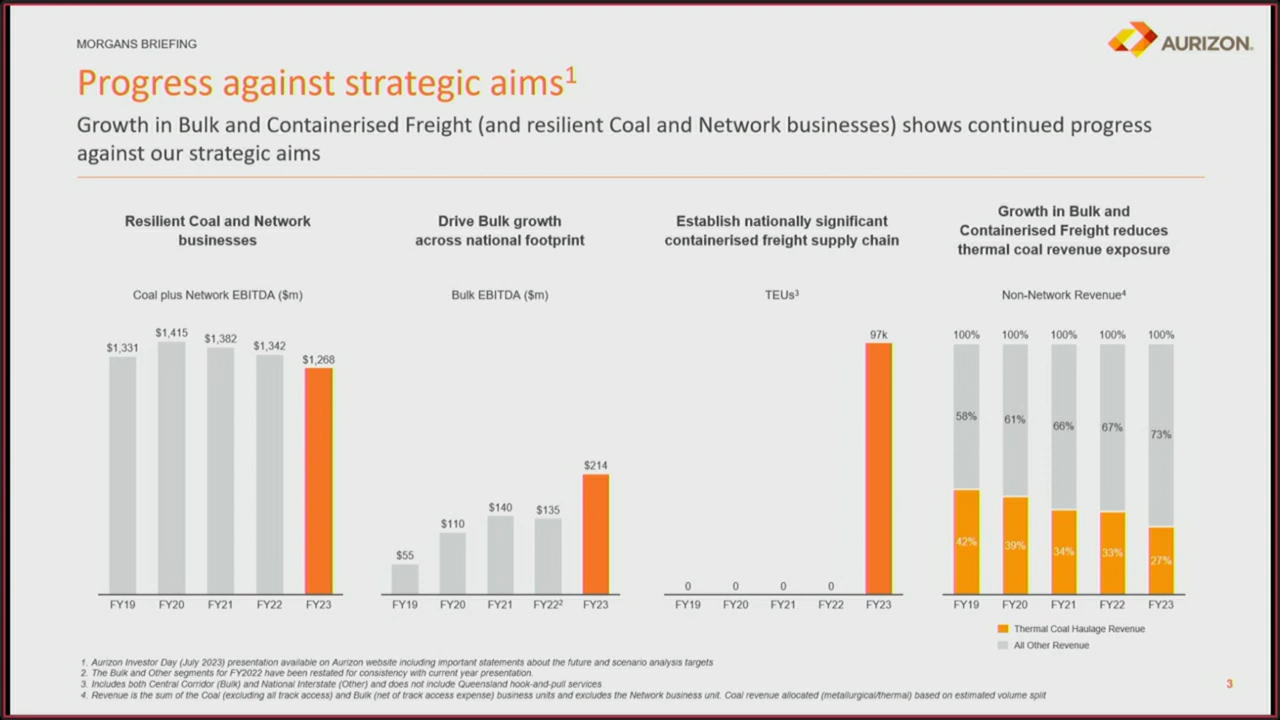 MORGANS BRIEFING
AURIZON.
Progress against strategic aims¹
Growth in Bulk and Containerised Freight (and resilient Coal and Network businesses) shows continued progress
against our strategic aims
Resilient Coal and Network
businesses
Coal plus Network EBITDA ($m)
$1,331
$1,415
$1,382
$1,342
$1,268
FY19 FY20 FY21 FY22 FY23
Drive Bulk growth
across national footprint
Bulk EBITDA ($m)
$55
$110
$140
$135
$214
FY19 FY20 FY21 FY22² FY23
Establish nationally significant
containerised freight supply chain
TEUs³
0 0 0 0 97k
FY19 FY20 FY21 FY22 FY23
Growth in Bulk and
Containerised Freight reduces
thermal coal revenue exposure
Non-Network Revenue⁴
100% 100% 100% 100% 100%
58% 61% 66% 67% 73%
42% 39% 34% 33% 27%
FY19 FY20 FY21 FY22 FY23
Thermal Coal Haulage Revenue
All Other Revenue
1. Aurizon Investor Day (July 2023) presentation available on Aurizon website including important statements about the future and scenario analysis targets
2. The Bulk and Other segments for FY2022 have been restated for consistency with current year presentation.
3. Includes both Central Corridor (Bulk) and National Interstate (Other) and does not include Queensland hook-and-pull services
4. Revenue is the sum of the Coal (excluding all track access) and Bulk (net of track access expense) business units and excludes the Network business unit. Coal revenue allocated (metallurgical/thermal) based on estimated volume split
3